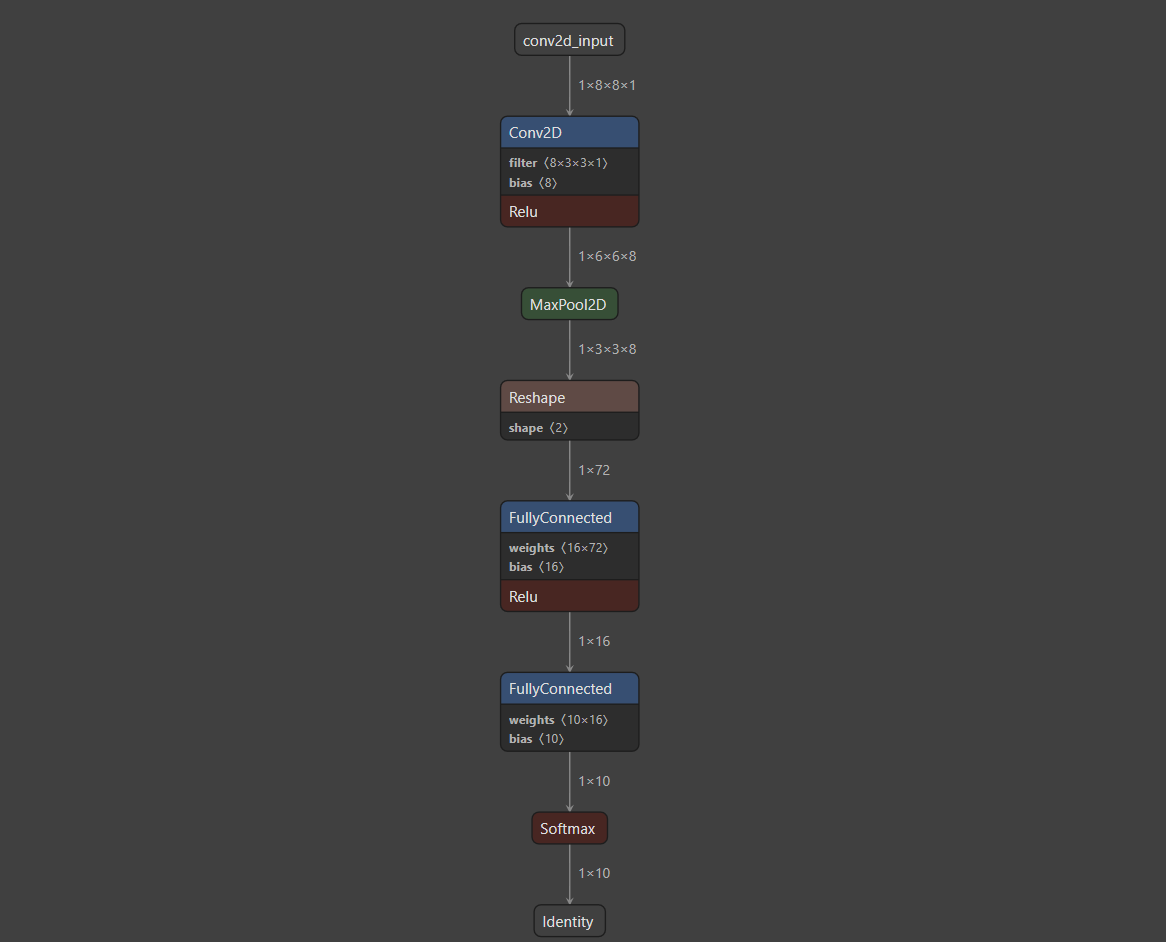 conv2d_input
1×8×8×1
Conv2D
filter 〈8×3×3×1〉
bias 〈8〉
Relu
1×6×6×8
MaxPool2D
1×3×3×8
Reshape
shape 〈2〉
1×72
FullyConnected
weights 〈16×72〉
bias 〈16〉
Relu
1×16
FullyConnected
weights 〈10×16〉
bias 〈10〉
1×10
Softmax
1×10
Identity